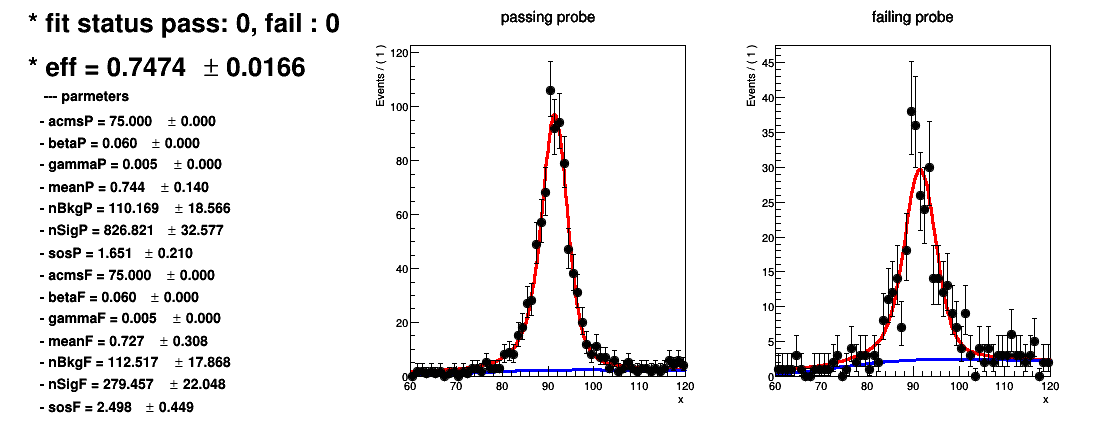 * fit status pass: 0, fail : 0
* eff = 0.7474 ± 0.0166
--- parmeters
- acmsP = 75.000 ± 0.000
- betaP = 0.060 ± 0.000
- gammaP = 0.005 ± 0.000
- meanP = 0.744 ± 0.140
- nBkgP = 110.169 ± 18.566
- nSigP = 826.821 ± 32.577
- sosP = 1.651 ± 0.210
- acmsF = 75.000 ± 0.000
- betaF = 0.060 ± 0.000
- gammaF = 0.005 ± 0.000
- meanF = 0.727 ± 0.308
- nBkgF = 112.517 ± 17.868
- nSigF = 279.457 ± 22.048
- sosF = 2.498 ± 0.449
passing probe
Events / ( 1 )
120
100
80
60
40
20
0
60 70 80 90 100 110 120
x
failing probe
Events / ( 1 )
45
40
35
30
25
20
15
10
5
0
60 70 80 90 100 110 120
x